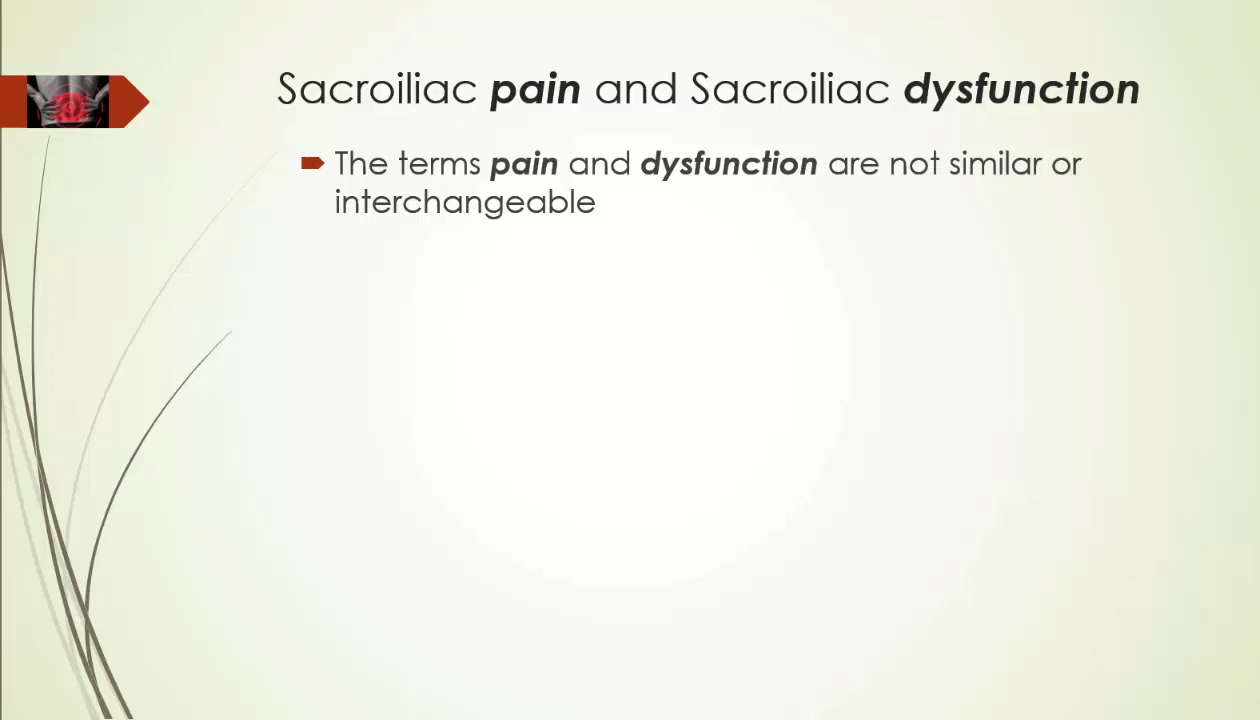 Sacroiliac pain and Sacroiliac dysfunction
The terms pain and dysfunction are not similar or
interchangeable